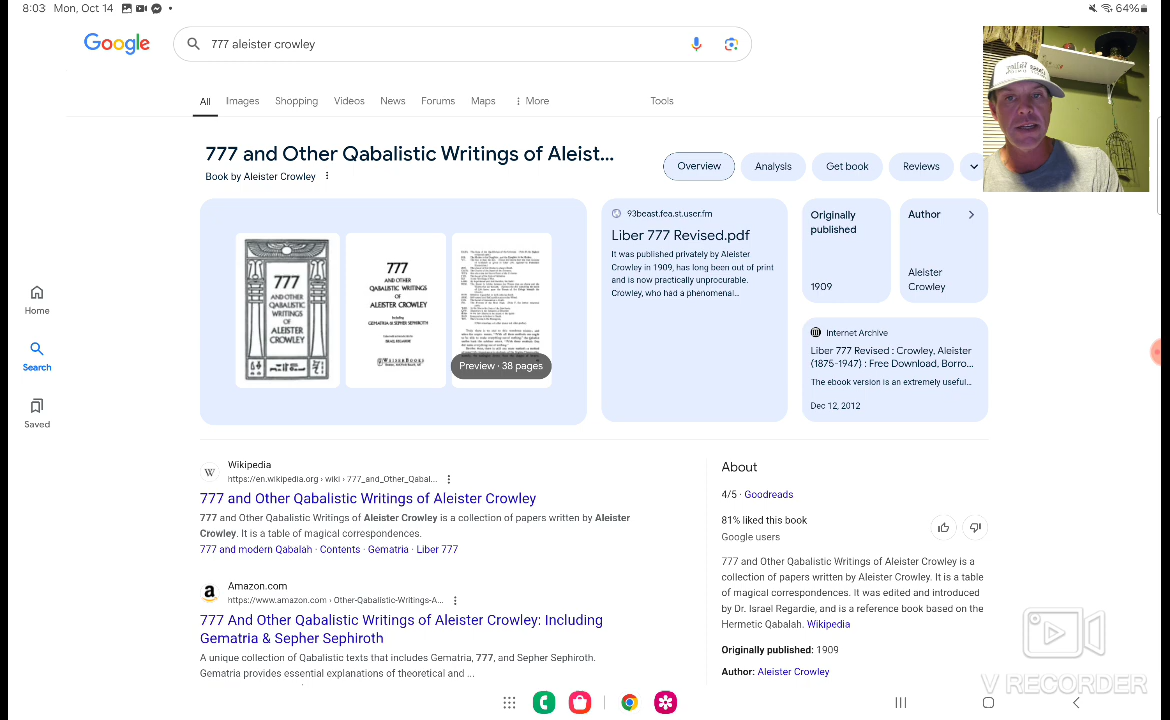 8:03 Mon, Oct 14
64%
Google
777 aleister crowley
All Images Shopping Videos News Forums Maps More Tools
777 and Other Qabalistic Writings of Aleist...
Book by Aleister Crowley
Overview Analysis Get book Reviews
777
AND OTHER
QABALISTIC
WRITINGS
OF
ALEISTER
CROWLEY
777
AND OTHER
QABALISTIC WRITINGS
OF
ALEISTER CROWLEY
Including
GEMATRIA & SEPHER SEPHIROTH
WEISERBOOKS
Preview · 38 pages
93beast.fea.st.user.fm
Liber 777 Revised.pdf
It was published privately by Aleister
Crowley in 1909, has long been out of print
and is now practically unprocurable.
Crowley, who had a phenomenal...
Originally
published
1909
Author
Aleister
Crowley
Internet Archive
Liber 777 Revised : Crowley, Aleister
(1875-1947) : Free Download, Borro...
The ebook version is an extremely useful...
Dec 12, 2012
Home
Search
Saved
W
Wikipedia
https://en.wikipedia.org › wiki › 777_and_Other_Qabal...
777 and Other Qabalistic Writings of Aleister Crowley
777 and Other Qabalistic Writings of Aleister Crowley is a collection of papers written by Aleister
Crowley. It is a table of magical correspondences.
777 and modern Qabalah · Contents · Gematria · Liber 777
a
Amazon.com
https://www.amazon.com › Other-Qabalistic-Writings-A...
777 And Other Qabalistic Writings of Aleister Crowley: Including
Gematria & Sepher Sephiroth
A unique collection of Qabalistic texts that includes Gematria, 777, and Sepher Sephiroth.
Gematria provides essential explanations of theoretical and ...
About
4/5 · Goodreads
81% liked this book
Google users
777 and Other Qabalistic Writings of Aleister Crowley is a
collection of papers written by Aleister Crowley. It is a table
of magical correspondences. It was edited and introduced
by Dr. Israel Regardie, and is a reference book based on the
Hermetic Qabalah. Wikipedia
Originally published: 1909
Author: Aleister Crowley
V RECORDER